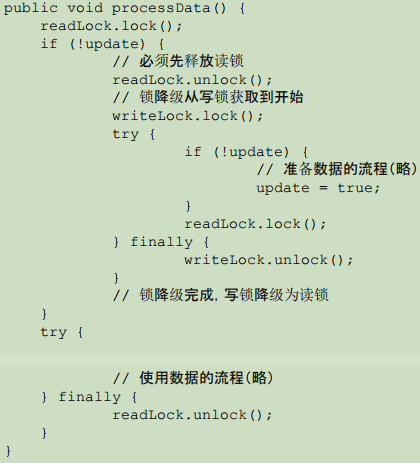 public void processData() {
    readLock.lock();
    if (!update) {
            // 必须先释放读锁
            readLock.unlock();
            // 锁降级从写锁获取到开始
            writeLock.lock();
            try {
                    if (!update) {
                            // 准备数据的流程(略)
                            update = true;
                    }
                    readLock.lock();
            } finally {
                    writeLock.unlock();
            }
            // 锁降级完成，写锁降级为读锁
    }
    try {
            // 使用数据的流程(略)
    } finally {
            readLock.unlock();
    }
}